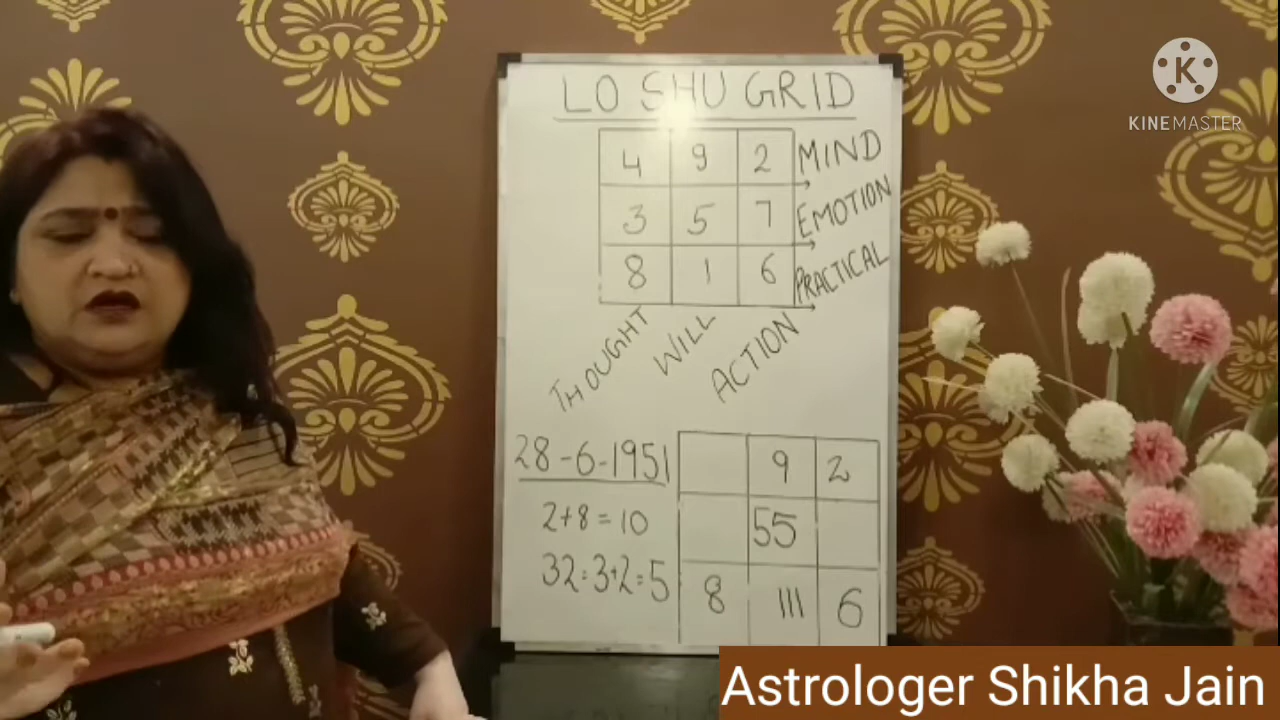 LO SHU GRID
4 9 2 MIND
3 5 7 EMOTION
8 1 6 PRACTICAL
THOUGHT WILL ACTION
28-6-1951
2+8=10
32=3+2=5
9 2
55
8 111 6
K
KINEMASTER
Astrologer Shikha Jain